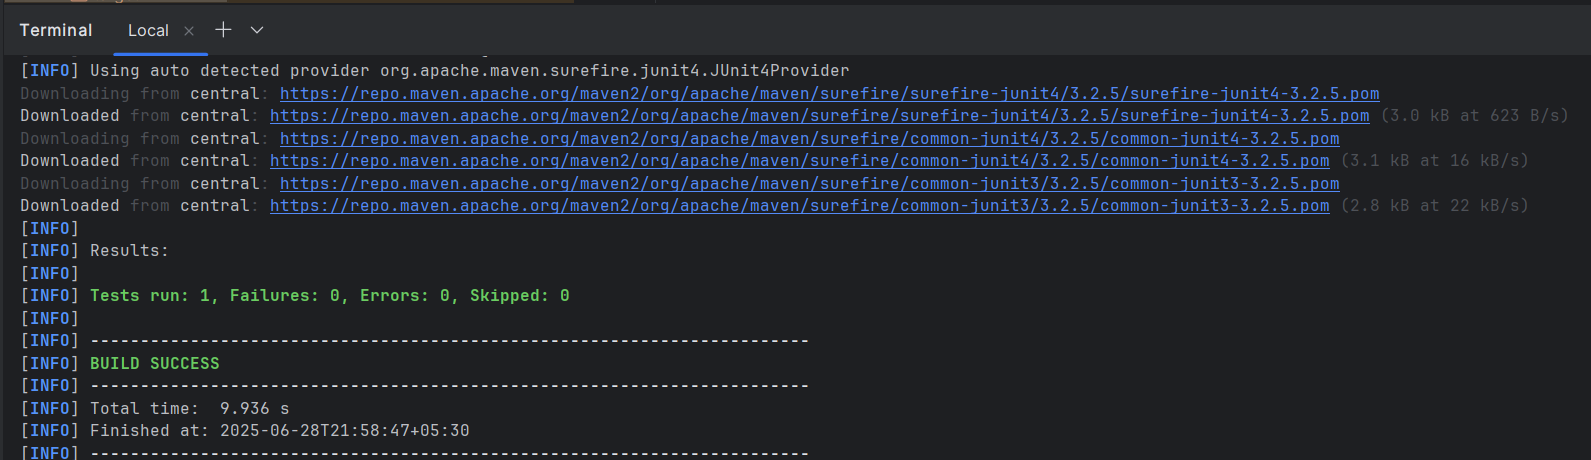 Terminal Local
[INFO] Using auto detected provider org.apache.maven.surefire.junit4.JUnit4Provider
Downloading from central: https://repo.maven.apache.org/maven2/org/apache/maven/surefire/surefire-junit4/3.2.5/surefire-junit4-3.2.5.pom
Downloaded from central: https://repo.maven.apache.org/maven2/org/apache/maven/surefire/surefire-junit4/3.2.5/surefire-junit4-3.2.5.pom (3.0 kB at 623 B/s)
Downloading from central: https://repo.maven.apache.org/maven2/org/apache/maven/surefire/common-junit4/3.2.5/common-junit4-3.2.5.pom
Downloaded from central: https://repo.maven.apache.org/maven2/org/apache/maven/surefire/common-junit4/3.2.5/common-junit4-3.2.5.pom (3.1 kB at 16 kB/s)
Downloading from central: https://repo.maven.apache.org/maven2/org/apache/maven/surefire/common-junit3/3.2.5/common-junit3-3.2.5.pom
Downloaded from central: https://repo.maven.apache.org/maven2/org/apache/maven/surefire/common-junit3/3.2.5/common-junit3-3.2.5.pom (2.8 kB at 22 kB/s)
[INFO]
[INFO] Results:
[INFO]
[INFO] Tests run: 1, Failures: 0, Errors: 0, Skipped: 0
[INFO]
[INFO] ------------------------------------------------------------------------
[INFO] BUILD SUCCESS
[INFO] ------------------------------------------------------------------------
[INFO] Total time:  9.936 s
[INFO] Finished at: 2025-06-28T21:58:47+05:30
[INFO] ------------------------------------------------------------------------